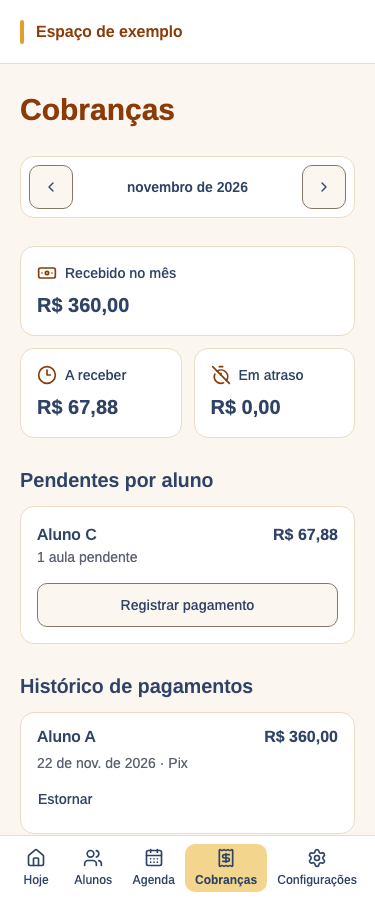 Espaço de exemplo
Cobranças
novembro de 2026
Recebido no mês
R$ 360,00
A receber
R$ 67,88
Em atraso
R$ 0,00
Pendentes por aluno
Aluno C
R$ 67,88
1 aula pendente
Registrar pagamento
Histórico de pagamentos
Aluno A
R$ 360,00
22 de nov. de 2026 · Pix
Estornar
Hoje
Alunos
Agenda
Cobranças
Configurações